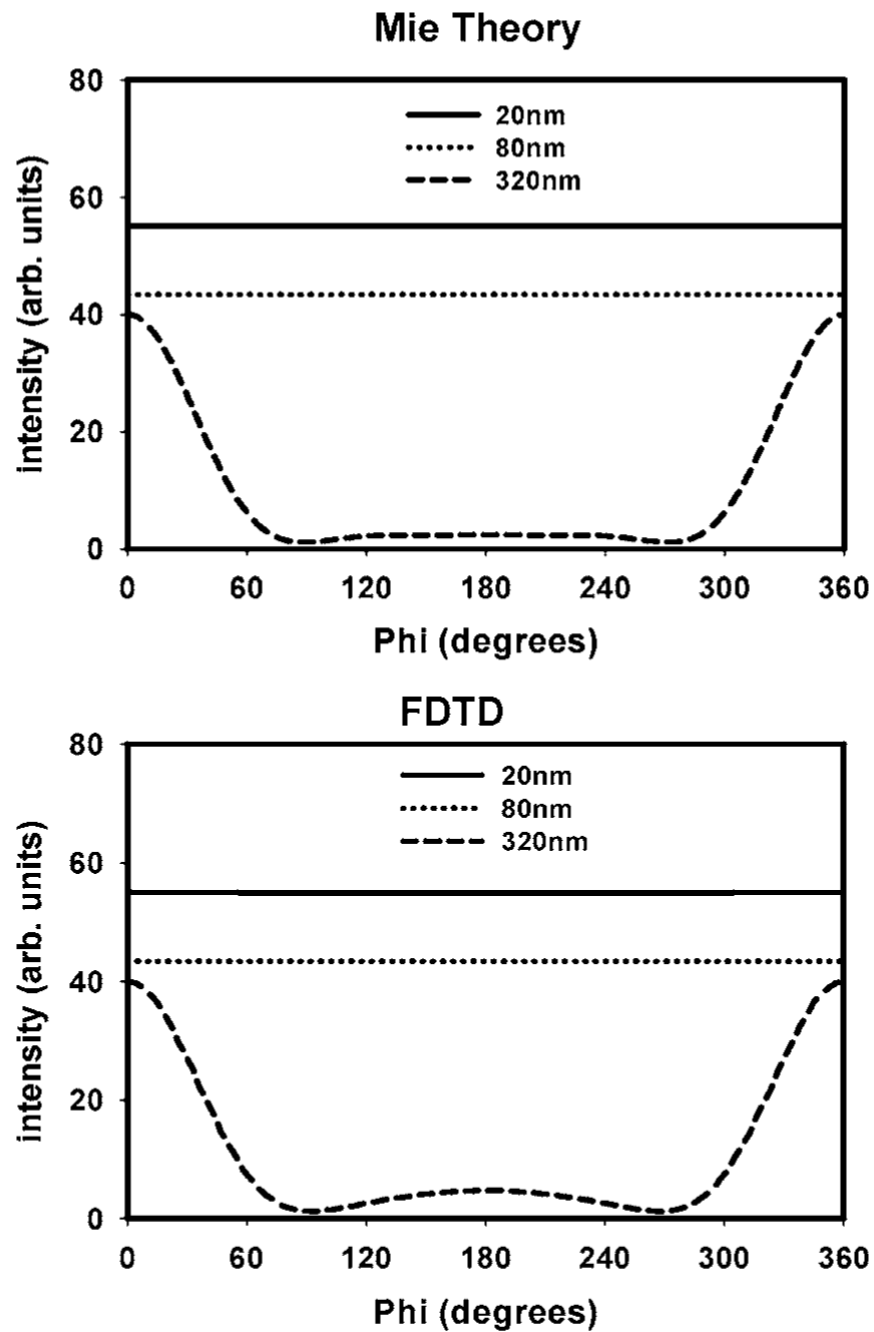 Mie Theory
80
60
40
20
0
intensity (arb. units)
20nm
80nm
320nm
0 60 120 180 240 300 360
Phi (degrees)
FDTD
80
60
40
20
0
intensity (arb. units)
20nm
80nm
320nm
0 60 120 180 240 300 360
Phi (degrees)